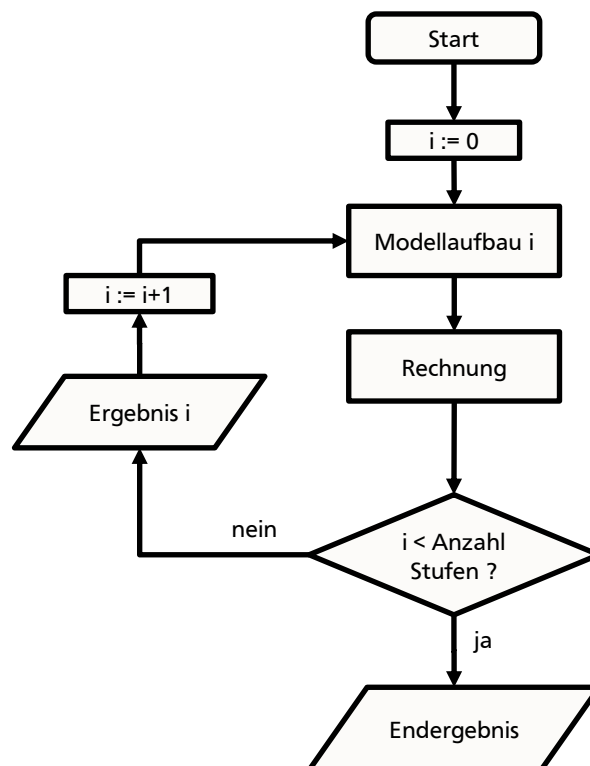 Start
i := 0
Modellaufbau i
i := i+1
Rechnung
Ergebnis i
nein
i < Anzahl
Stufen ?
ja
Endergebnis